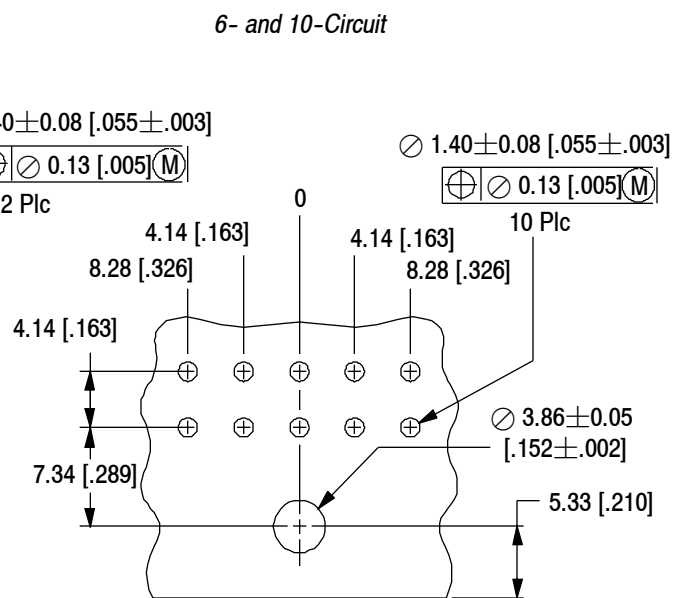 6- and 10-Circuit
0±0.08 [.055±.003]
⌀ 0.13 [.005] Ⓜ
2 Plc
⌀ 1.40±0.08 [.055±.003]
⌖ ⌀ 0.13 [.005] Ⓜ
10 Plc
0
4.14 [.163]
4.14 [.163]
8.28 [.326]
8.28 [.326]
4.14 [.163]
⌀ 3.86±0.05
[.152±.002]
7.34 [.289]
5.33 [.210]